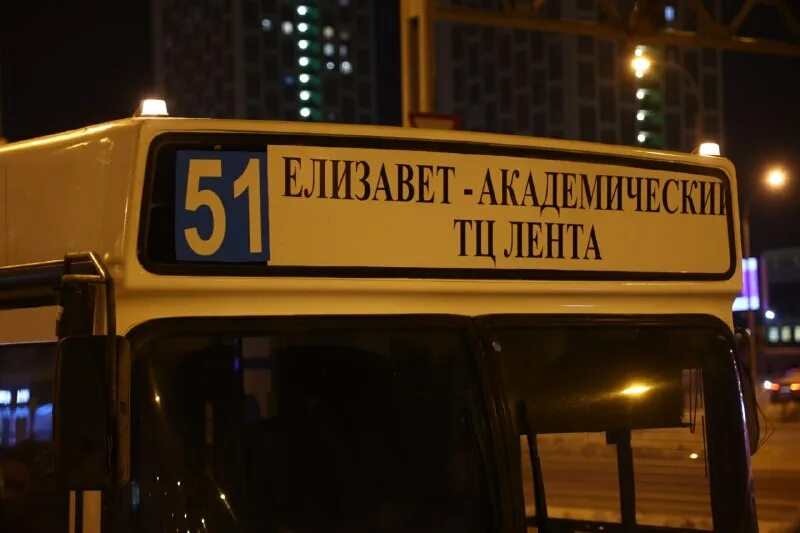 51
ЕЛИЗАВЕТ - АКАДЕМИЧЕСКИЙ
ТЦ ЛЕНТА